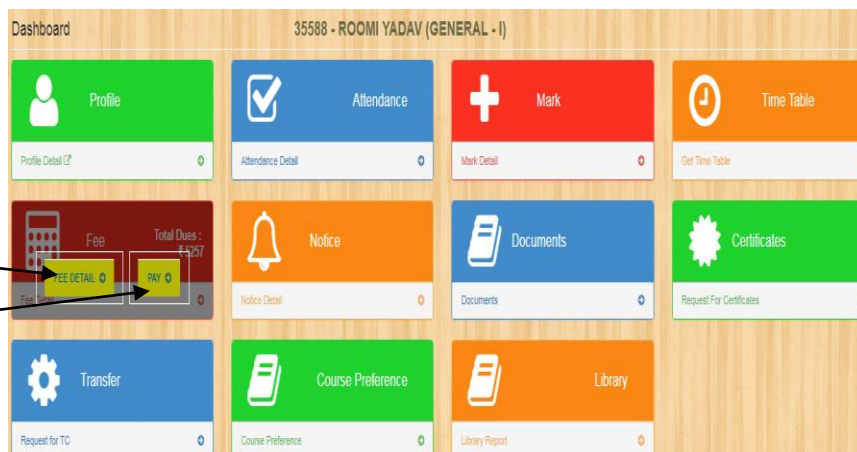 Dashboard
35588 - ROOMI YADAV (GENERAL - I)
Profile
Profile Detail
Attendance
Attendance Detail
Mark
Mark Detail
Time Table
Get Time Table
Fee
Total Dues :
₹ 5257
FEE DETAIL
PAY
Fee Detail
Notice
Notice Detail
Documents
Documents
Certificates
Request For Certificates
Transfer
Request for TC
Course Preference
Course Preference
Library
Library Report